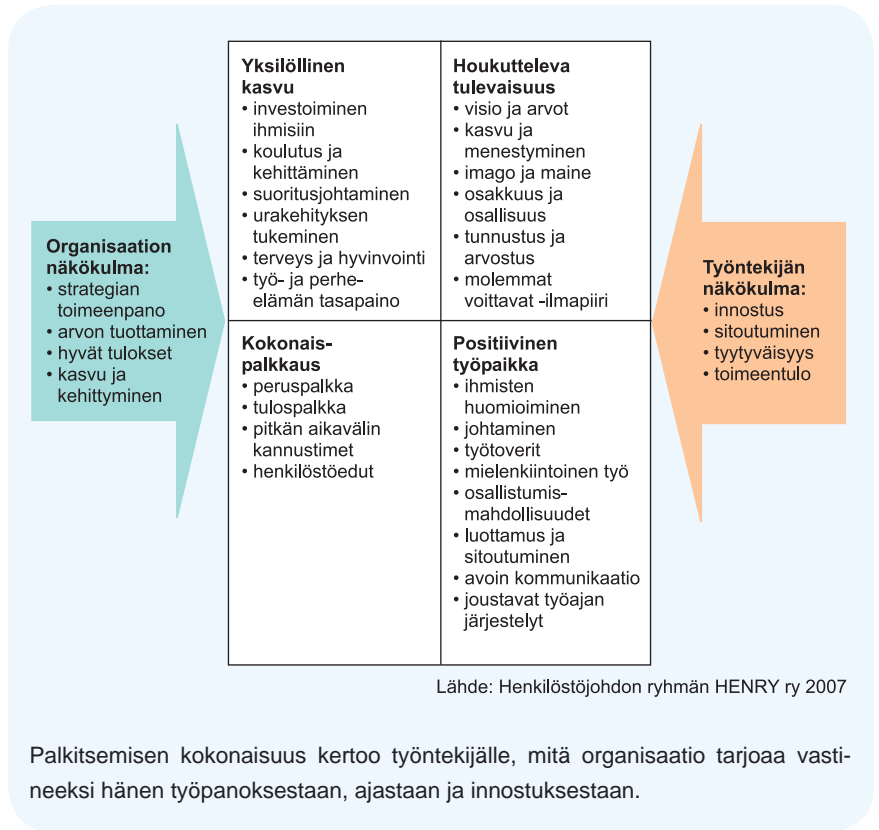 Organisaation
näkökulma:
• strategian
toimeenpano
• arvon tuottaminen
• hyvät tulokset
• kasvu ja
kehittyminen
Yksilöllinen
kasvu
• investoiminen
ihmisiin
• koulutus ja
kehittäminen
• suoritusjohtaminen
• urakehityksen
tukeminen
• terveys ja hyvinvointi
• työ- ja perhe-
elämän tasapaino
Houkutteleva
tulevaisuus
• visio ja arvot
• kasvu ja
menestyminen
• imago ja maine
• osakkuus ja
osallisuus
• tunnustus ja
arvostus
• molemmat
voittavat -ilmapiiri
Kokonais-
palkkaus
• peruspalkka
• tulospalkka
• pitkän aikavälin
kannustimet
• henkilöstöedut
Positiivinen
työpaikka
• ihmisten
huomioiminen
• johtaminen
• työtoverit
• mielenkiintoinen työ
• osallistumis-
mahdollisuudet
• luottamus ja
sitoutuminen
• avoin kommunikaatio
• joustavat työajan
järjestelyt
Työntekijän
näkökulma:
• innostus
• sitoutuminen
• tyytyväisyys
• toimeentulo
Lähde: Henkilöstöjohdon ryhmän HENRY ry 2007
Palkitsemisen kokonaisuus kertoo työntekijälle, mitä organisaatio tarjoaa vasti-
neeksi hänen työpanoksestaan, ajastaan ja innostuksestaan.